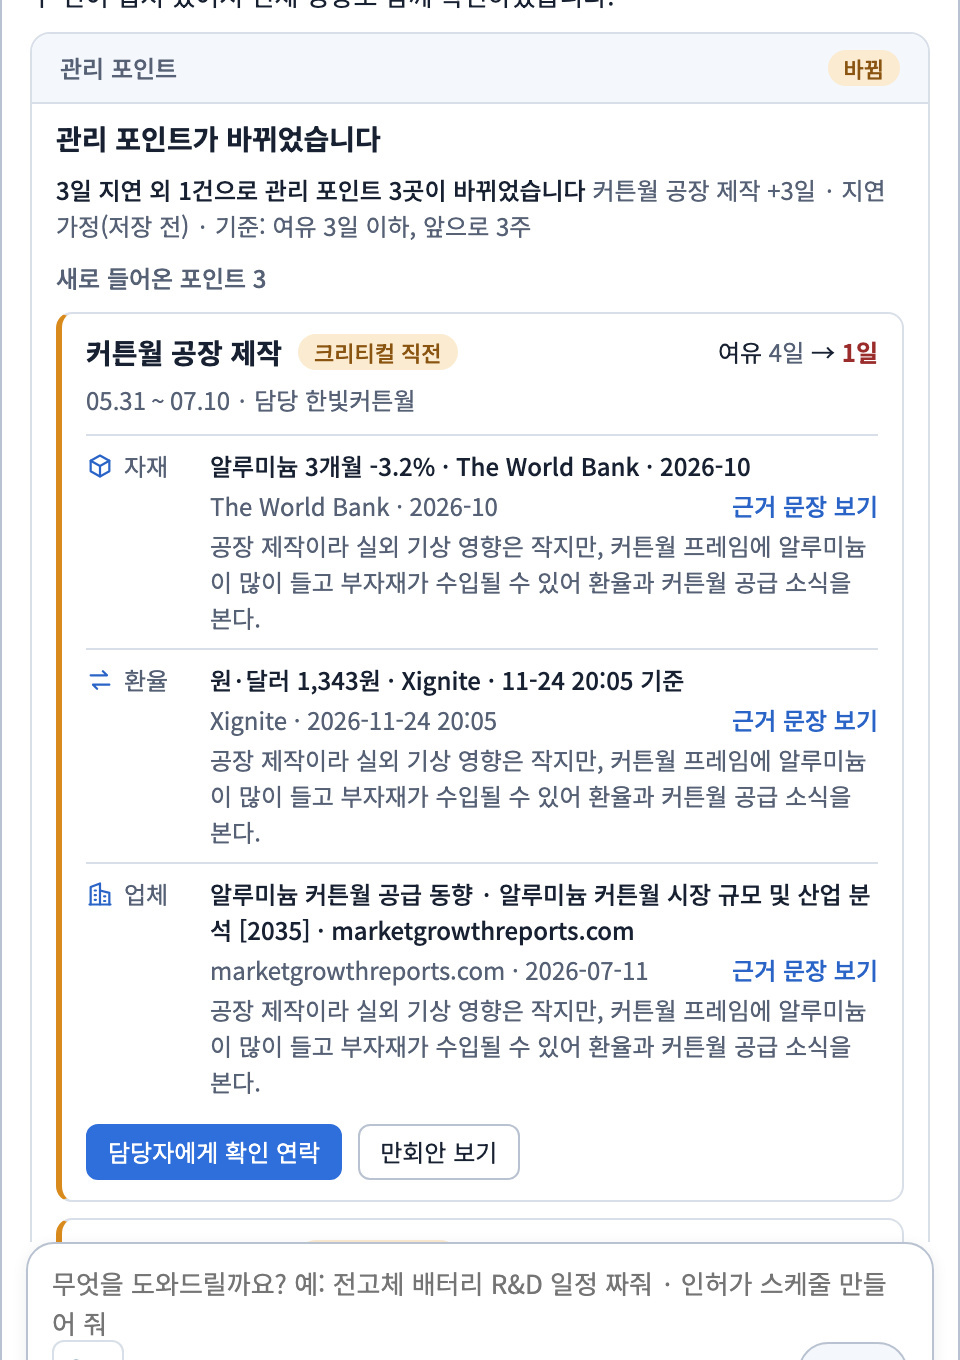 관리 포인트
바뀜
관리 포인트가 바뀌었습니다
3일 지연 외 1건으로 관리 포인트 3곳이 바뀌었습니다 커튼월 공장 제작 +3일 · 지연
가정(저장 전) · 기준: 여유 3일 이하, 앞으로 3주
새로 들어온 포인트 3
커튼월 공장 제작 크리티컬 직전 여유 4일 → 1일
05.31 ~ 07.10 · 담당 한빛커튼월
자재 알루미늄 3개월 -3.2% · The World Bank · 2026-10
The World Bank · 2026-10 근거 문장 보기
공장 제작이라 실외 기상 영향은 작지만, 커튼월 프레임에 알루미늄
이 많이 들고 부자재가 수입될 수 있어 환율과 커튼월 공급 소식을
본다.
환율 원·달러 1,343원 · Xignite · 11-24 20:05 기준
Xignite · 2026-11-24 20:05 근거 문장 보기
공장 제작이라 실외 기상 영향은 작지만, 커튼월 프레임에 알루미늄
이 많이 들고 부자재가 수입될 수 있어 환율과 커튼월 공급 소식을
본다.
업체 알루미늄 커튼월 공급 동향 · 알루미늄 커튼월 시장 규모 및 산업 분
석 [2035] · marketgrowthreports.com
marketgrowthreports.com · 2026-07-11 근거 문장 보기
공장 제작이라 실외 기상 영향은 작지만, 커튼월 프레임에 알루미늄
이 많이 들고 부자재가 수입될 수 있어 환율과 커튼월 공급 소식을
본다.
담당자에게 확인 연락 만회안 보기
무엇을 도와드릴까요? 예: 전고체 배터리 R&D 일정 짜줘 · 인허가 스케줄 만들
어 줘